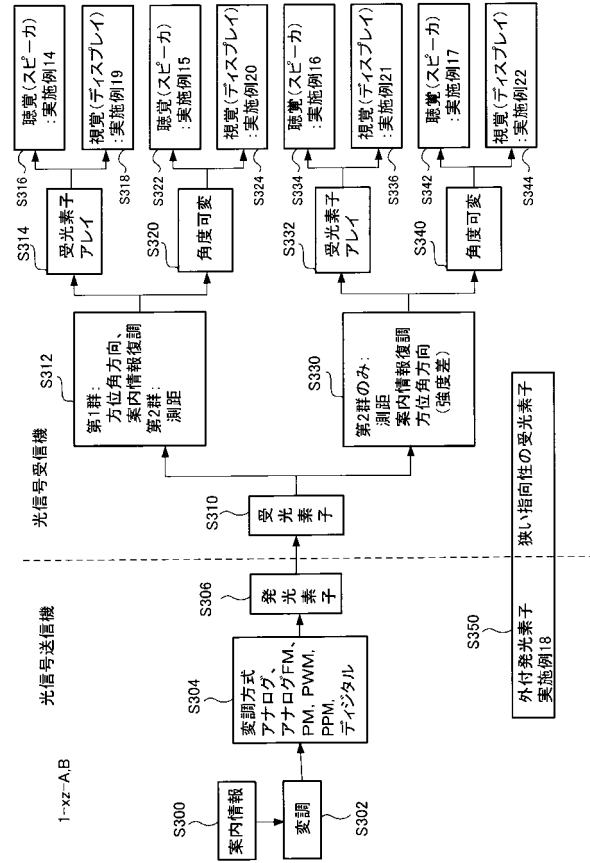 1-xz-A,B
光信号送信機
光信号受信機
S300
案内情報
S302
変調
S304
変調方式
アナログ、
アナログFM、
PM, PWM,
PPM,
ディジタル
S306
発光素子
S310
受光素子
S312
第1群:
方位角方向、
案内情報復調
第2群:
測距
S314
受光素子
アレイ
S316
聴覚(スピーカ)
:実施例14
S318
視覚(ディスプレイ)
:実施例19
S320
角度可変
S322
聴覚(スピーカ)
:実施例15
S324
視覚(ディスプレイ)
:実施例20
S330
第2群のみ:
測距
案内情報復調
方位角方向
(強度差)
S332
受光素子
アレイ
S334
聴覚(スピーカ)
:実施例16
S336
視覚(ディスプレイ)
:実施例21
S340
角度可変
S342
聴覚(スピーカ)
:実施例17
S344
視覚(ディスプレイ)
:実施例22
S350
外付発光素子
実施例18
狭い指向性の受光素子